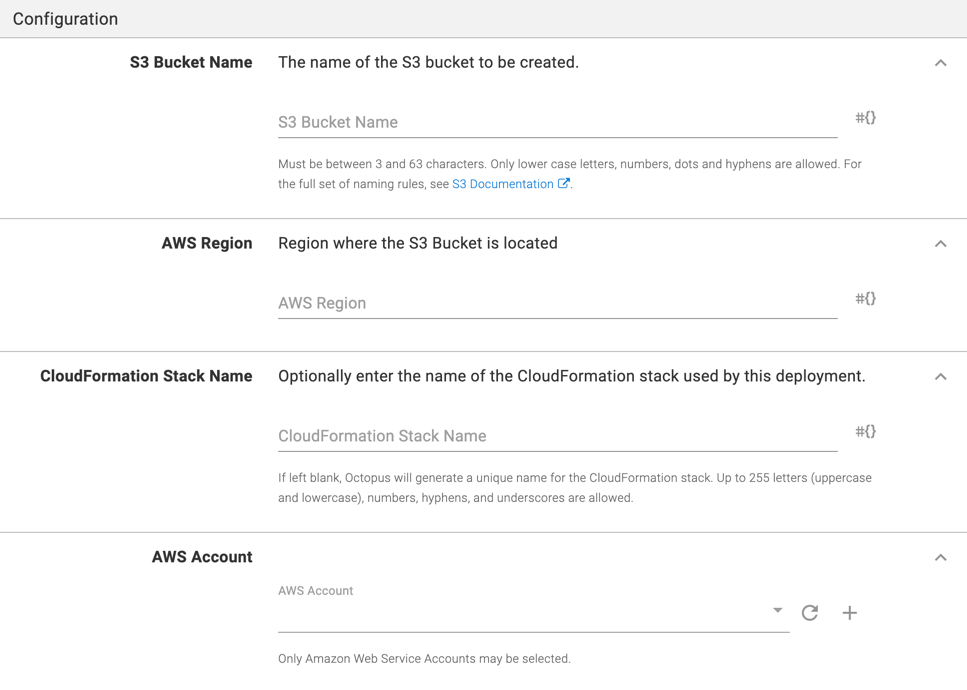 Configuration
S3 Bucket Name
The name of the S3 bucket to be created.
S3 Bucket Name
#{}
Must be between 3 and 63 characters. Only lower case letters, numbers, dots and hyphens are allowed. For
the full set of naming rules, see S3 Documentation.
AWS Region
Region where the S3 Bucket is located
AWS Region
#{}
CloudFormation Stack Name
Optionally enter the name of the CloudFormation stack used by this deployment.
CloudFormation Stack Name
#{}
If left blank, Octopus will generate a unique name for the CloudFormation stack. Up to 255 letters (uppercase
and lowercase), numbers, hyphens, and underscores are allowed.
AWS Account
AWS Account
Only Amazon Web Service Accounts may be selected.